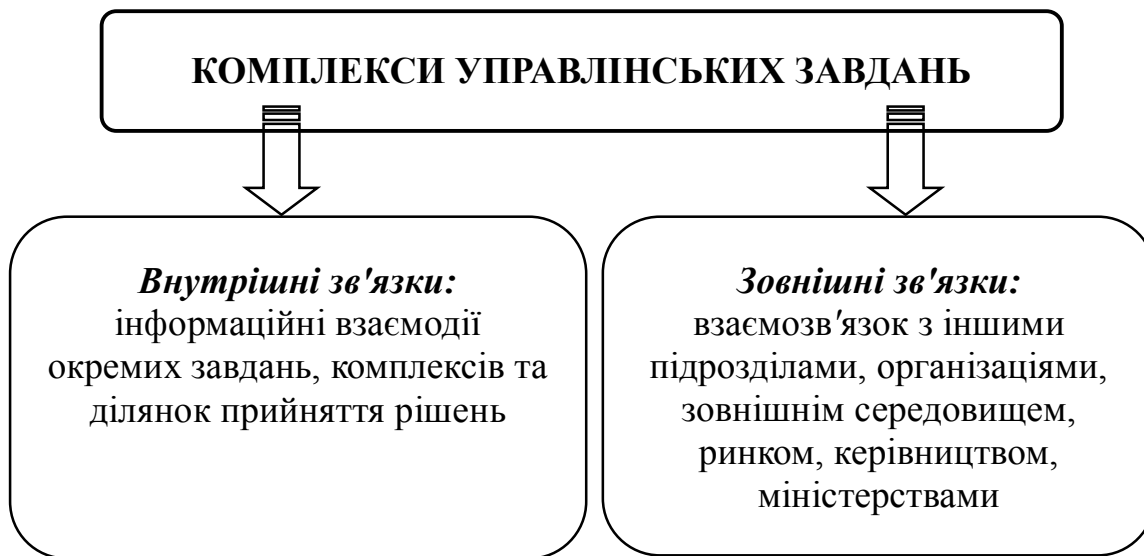 КОМПЛЕКСИ УПРАВЛІНСЬКИХ ЗАВДАНЬ
Внутрішні зв'язки:
інформаційні взаємодії
окремих завдань, комплексів та
ділянок прийняття рішень
Зовнішні зв'язки:
взаємозв'язок з іншими
підрозділами, організаціями,
зовнішнім середовищем,
ринком, керівництвом,
міністерствами